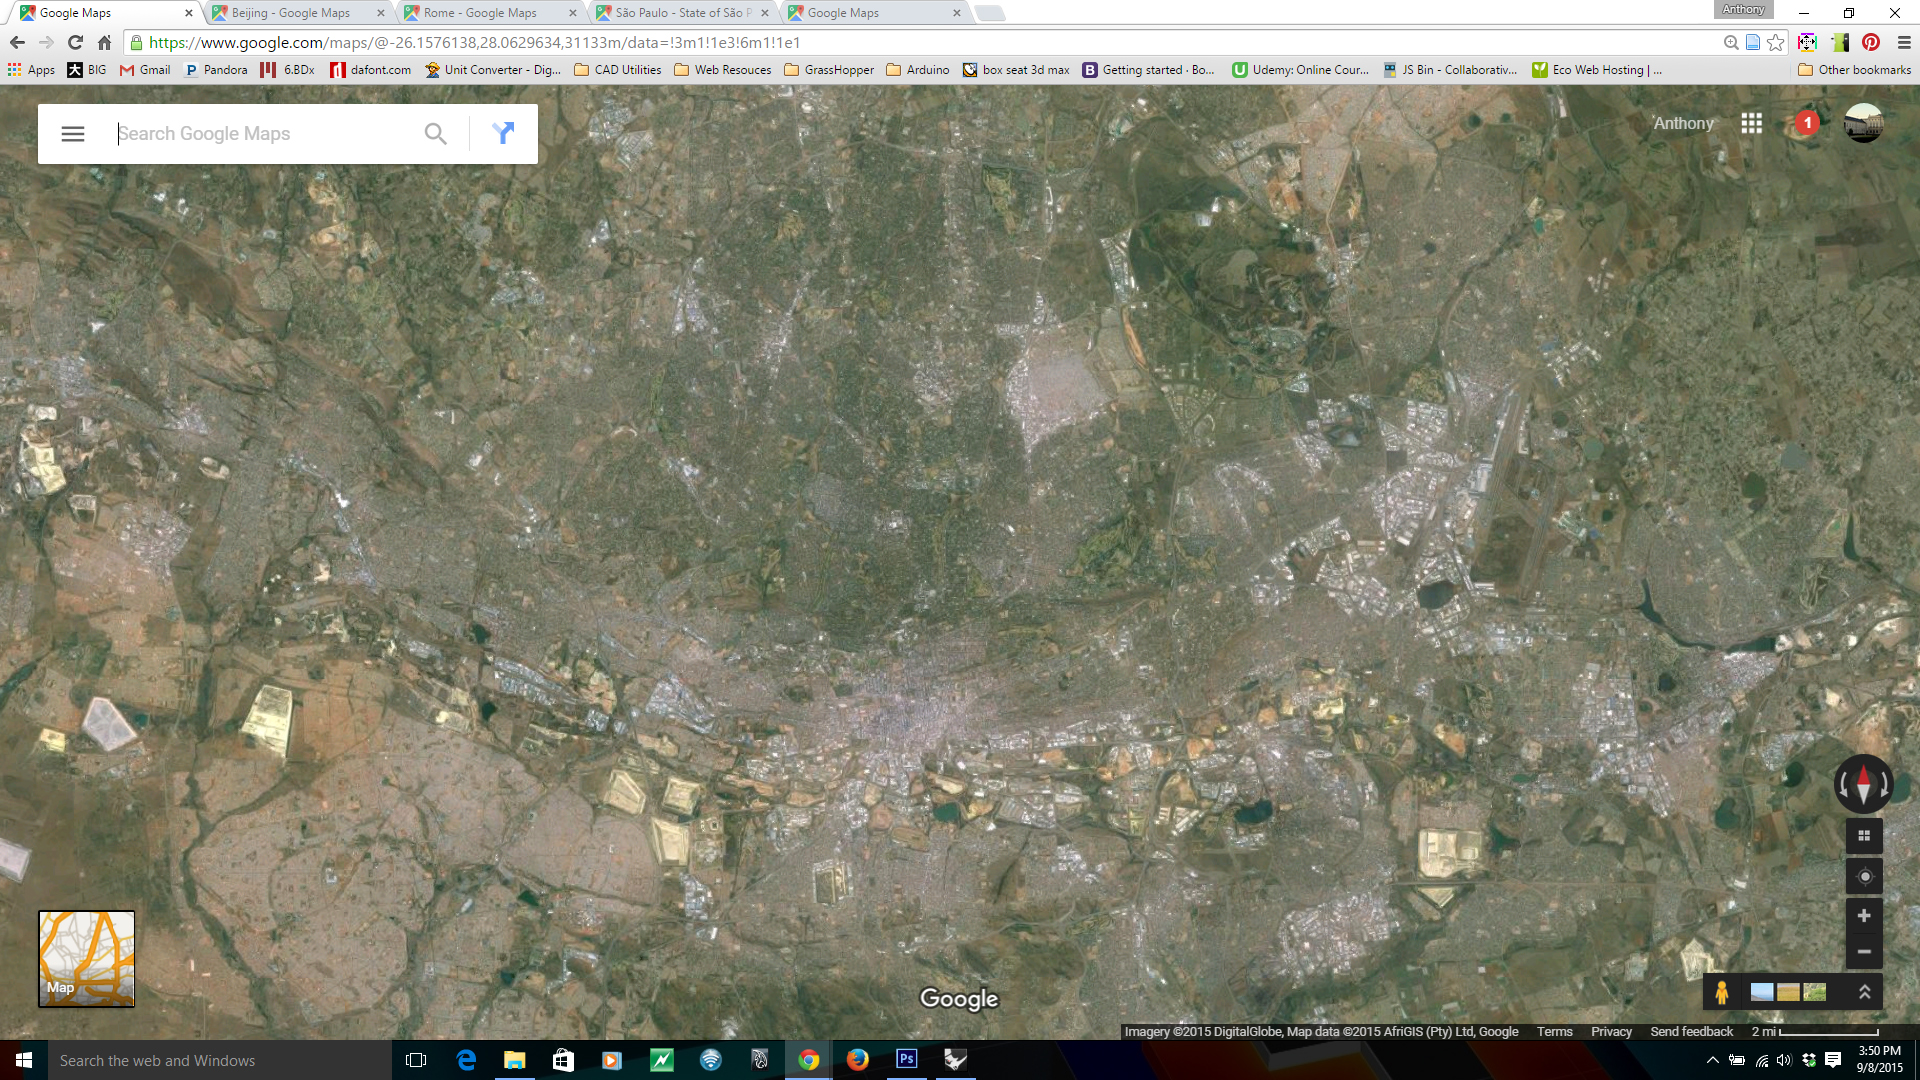 Google Maps
Beijing - Google Maps
Rome - Google Maps
São Paulo - State of São P
Google Maps
Anthony
https://www.google.com/maps/@-26.1576138,28.0629634,31133m/data=!3m1!1e3!6m1!1e1
Apps
BIG
Gmail
Pandora
6.BDx
dafont.com
Unit Converter - Dig...
CAD Utilities
Web Resouces
GrassHopper
Arduino
box seat 3d max
Getting started · Bo...
Udemy: Online Cour...
JS Bin - Collaborativ...
Eco Web Hosting | ...
Other bookmarks
Search Google Maps
Anthony
1
Map
Google
Imagery ©2015 DigitalGlobe, Map data ©2015 AfriGIS (Pty) Ltd, Google
Terms
Privacy
Send feedback
2 mi
Search the web and Windows
Ps
3:50 PM
9/8/2015